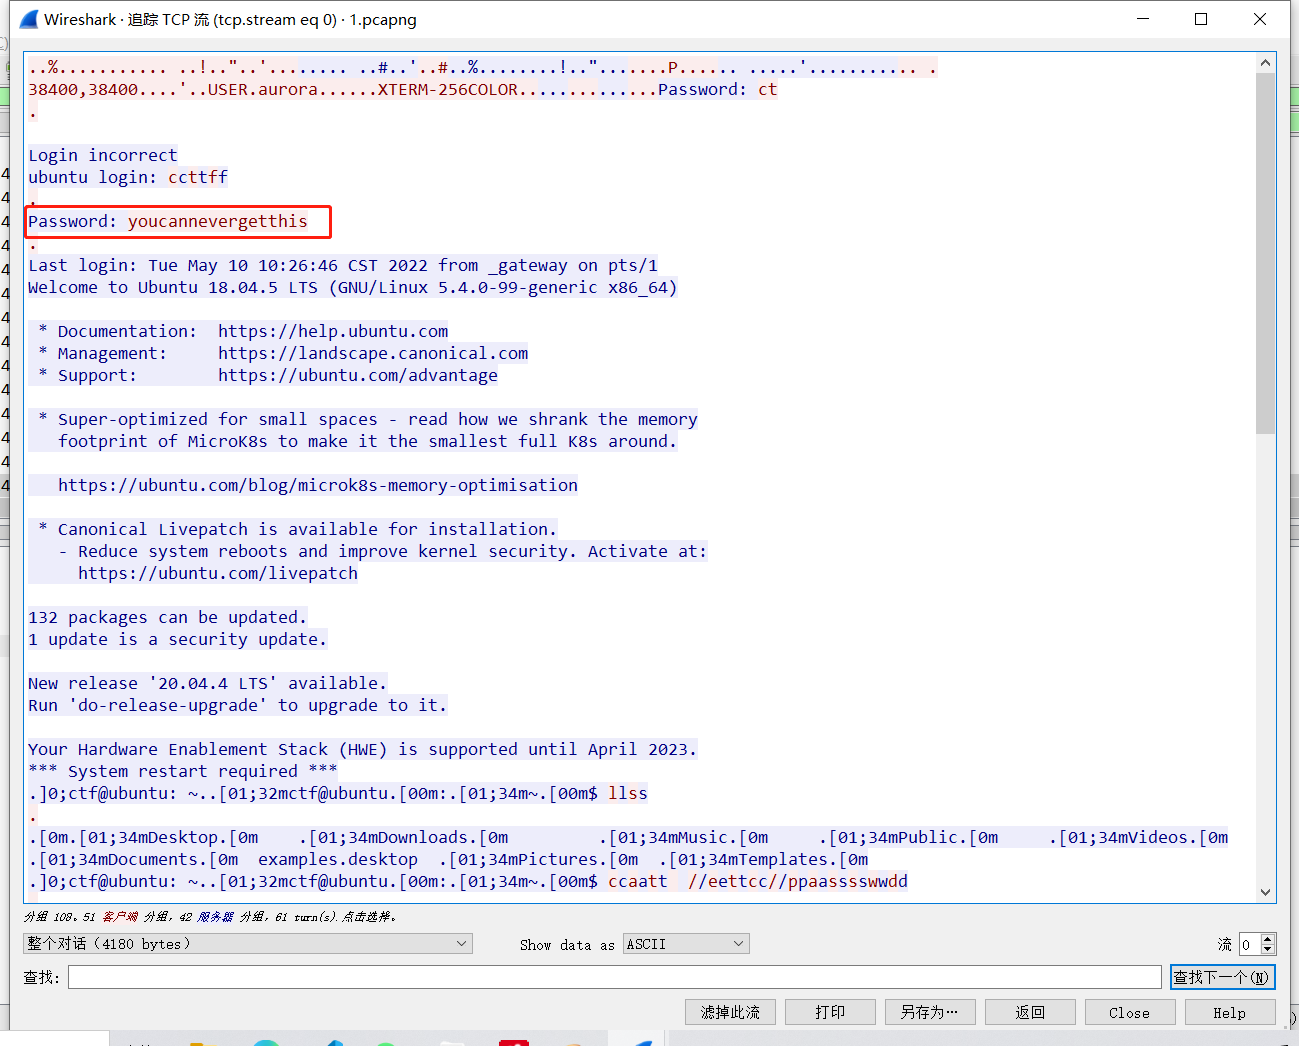 Wireshark · 追踪 TCP 流 (tcp.stream eq 0) · 1.pcapng
..%........... ..!.."..'......... ..#..'..#..%........!..".......P...... .....'........... .
38400,38400....'..USER.aurora......XTERM-256COLOR..............Password: ct
.
Login incorrect
ubuntu login: ccttff
.
Password: youcannevergetthis
.
Last login: Tue May 10 10:26:46 CST 2022 from _gateway on pts/1
Welcome to Ubuntu 18.04.5 LTS (GNU/Linux 5.4.0-99-generic x86_64)
* Documentation:  https://help.ubuntu.com
* Management:     https://landscape.canonical.com
* Support:        https://ubuntu.com/advantage
* Super-optimized for small spaces - read how we shrank the memory
footprint of MicroK8s to make it the smallest full K8s around.
https://ubuntu.com/blog/microk8s-memory-optimisation
* Canonical Livepatch is available for installation.
- Reduce system reboots and improve kernel security. Activate at:
https://ubuntu.com/livepatch
132 packages can be updated.
1 update is a security update.
New release '20.04.4 LTS' available.
Run 'do-release-upgrade' to upgrade to it.
Your Hardware Enablement Stack (HWE) is supported until April 2023.
*** System restart required ***
.]0;ctf@ubuntu: ~..[01;32mctf@ubuntu.[00m:.[01;34m~.[00m$ llss
.
.[0m.[01;34mDesktop.[0m    .[01;34mDownloads.[0m         .[01;34mMusic.[0m     .[01;34mPublic.[0m     .[01;34mVideos.[0m
.[01;34mDocuments.[0m  examples.desktop  .[01;34mPictures.[0m  .[01;34mTemplates.[0m
.]0;ctf@ubuntu: ~..[01;32mctf@ubuntu.[00m:.[01;34m~.[00m$ ccaatt  //eettcc//ppaasssswwdd
分组 108。51 客户端 分组, 42 服务器 分组, 61 turn(s).点击选择。
整个对话 (4180 bytes)
Show data as ASCII
流 0
查找:
查找下一个(N)
滤掉此流 打印 另存为… 返回 Close Help